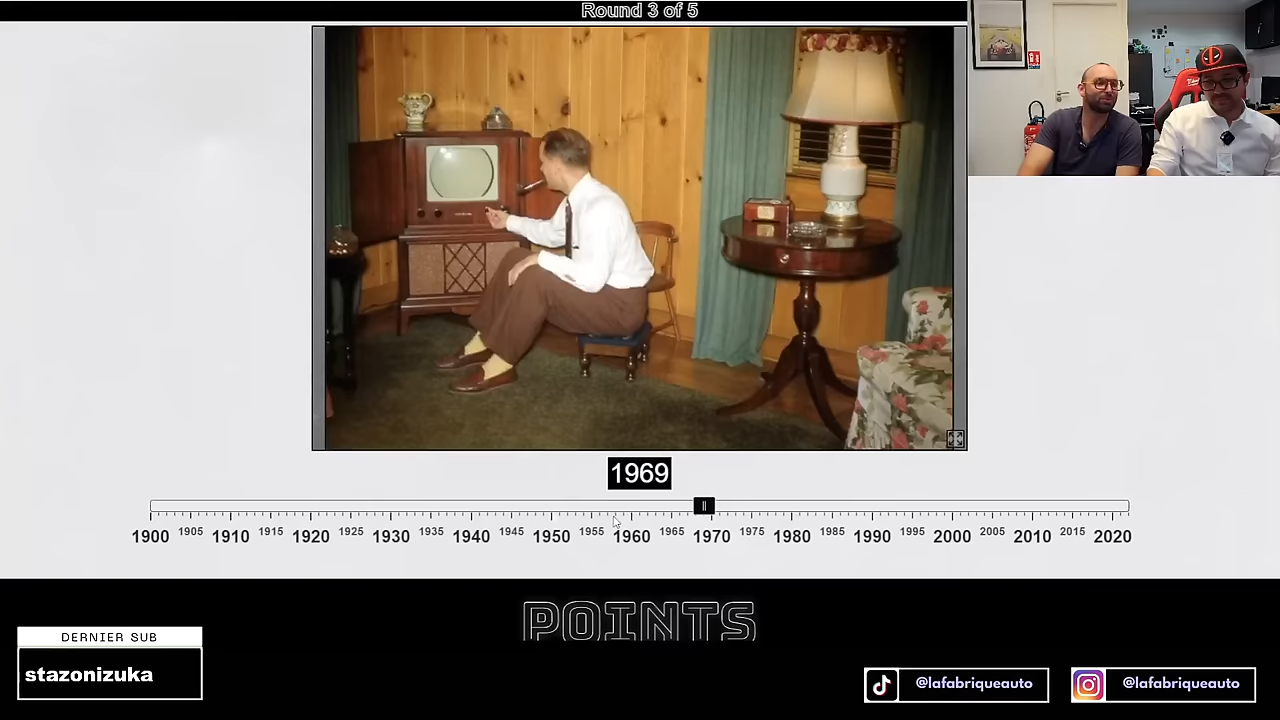 Round 3 of 5
1969
1900 1905 1910 1915 1920 1925 1930 1935 1940 1945 1950 1955 1960 1965 1970 1975 1980 1985 1990 1995 2000 2005 2010 2015 2020
POINTS
DERNIER SUB
stazonizuka
@lafabriqueauto
@lafabriqueauto